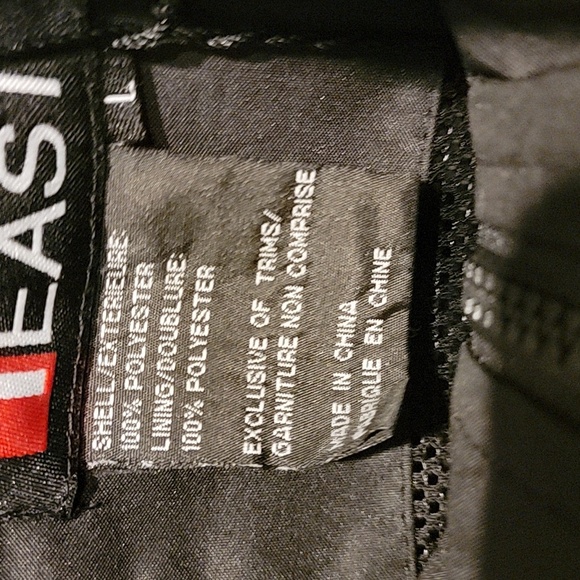 EAST
L
SHELL/EXTERIEURE:
100% POLYESTER
LINING/DOUBLURE:
100% POLYESTER
EXCLUSIVE OF TRIMS/
GARNITURE NON COMPRISE
MADE IN CHINA
FABRIQUE EN CHINE